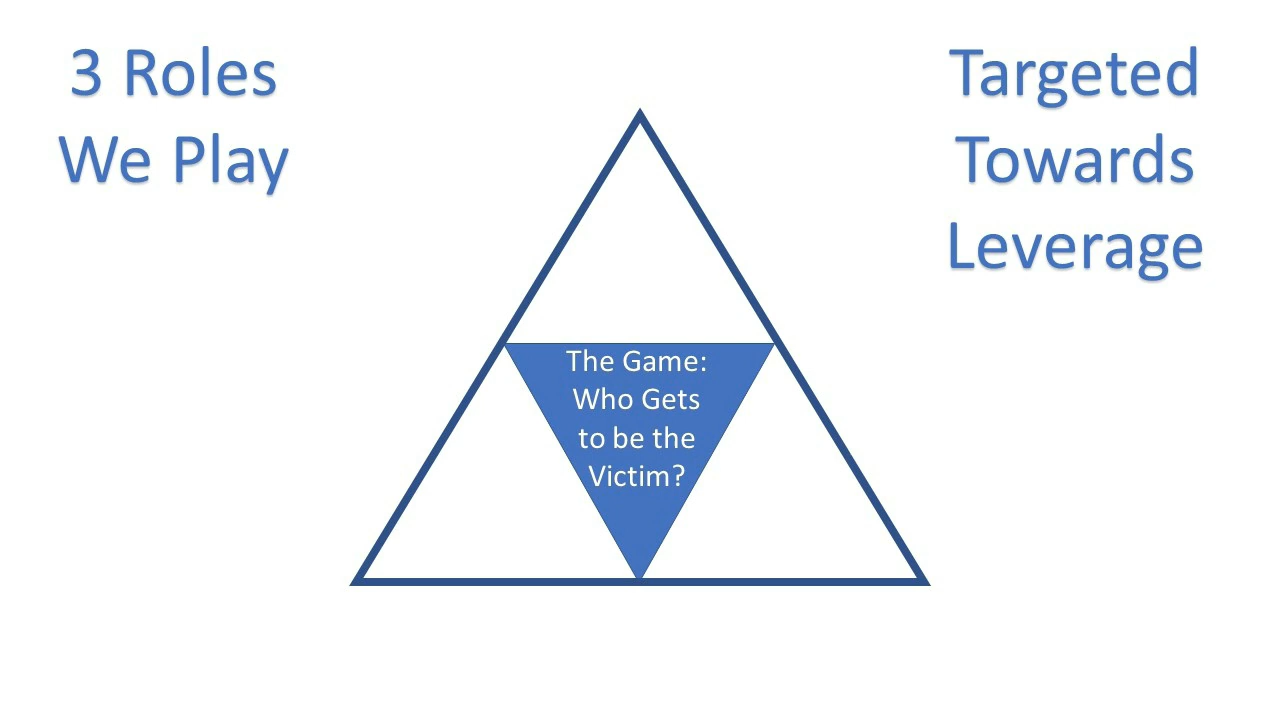 3 Roles
We Play
Targeted
Towards
Leverage
The Game:
Who Gets
to be the
Victim?